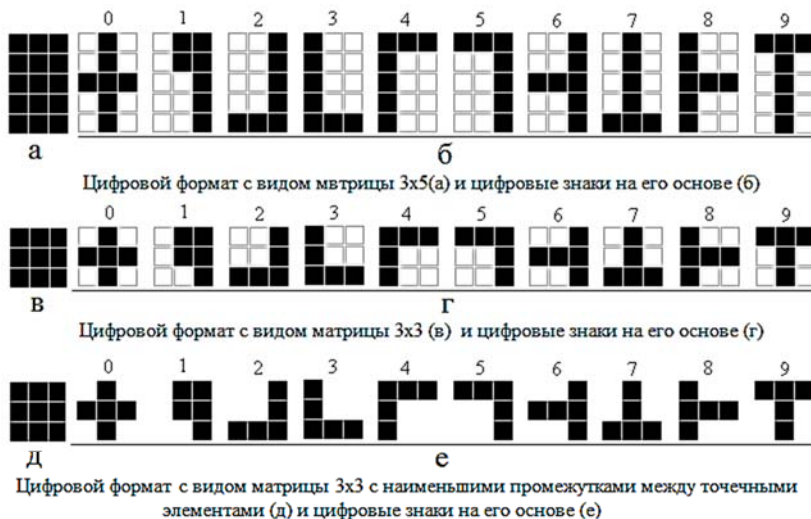 0 1 2 3 4 5 6 7 8 9
а б
Цифровой формат с видом мвтрицы 3х5(а) и цифровые знаки на его основе (б)
0 1 2 3 4 5 6 7 8 9
в г
Цифровой формат с видом матрицы 3х3 (в) и цифровые знаки на его основе (г)
0 1 2 3 4 5 6 7 8 9
д е
Цифровой формат с видом матрицы 3х3 с наименьшими промежутками между точечными
элементами (д) и цифровые знаки на его основе (е)